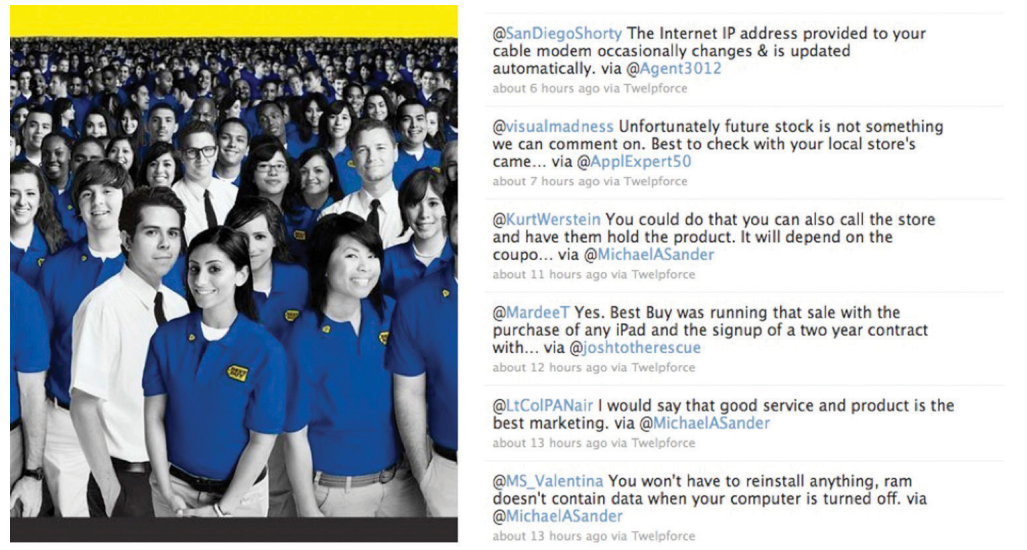 BEST
BUY
@SanDiegoShorty The Internet IP address provided to your
cable modem occasionally changes & is updated
automatically. via @Agent3012
about 6 hours ago via Twelpforce
@visualmadness Unfortunately future stock is not something
we can comment on. Best to check with your local store's
came... via @ApplExpert50
about 7 hours ago via Twelpforce
@KurtWerstein You could do that you can also call the store
and have them hold the product. It will depend on the
coupo... via @MichaelASander
about 11 hours ago via Twelpforce
@MardeeT Yes. Best Buy was running that sale with the
purchase of any iPad and the signup of a two year contract
with... via @joshtotherescue
about 12 hours ago via Twelpforce
@LtColPANair I would say that good service and product is the
best marketing. via @MichaelASander
about 13 hours ago via Twelpforce
@MS_Valentina You won't have to reinstall anything, ram
doesn't contain data when your computer is turned off. via
@MichaelASander
about 13 hours ago via Twelpforce